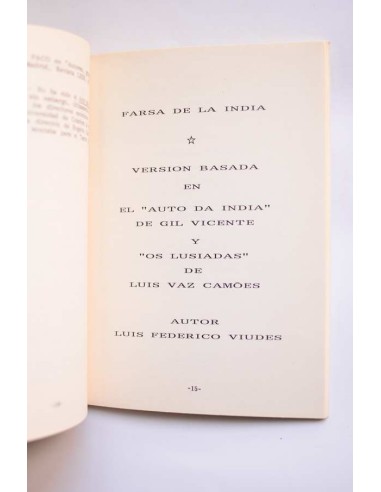 FARSA DE LA INDIA
☆
VERSION BASADA
EN
EL "AUTO DA INDIA"
DE GIL VICENTE
Y
"OS LUSIADAS"
DE
LUIS VAZ CAMÕES
AUTOR
LUIS FEDERICO VIUDES
-15-